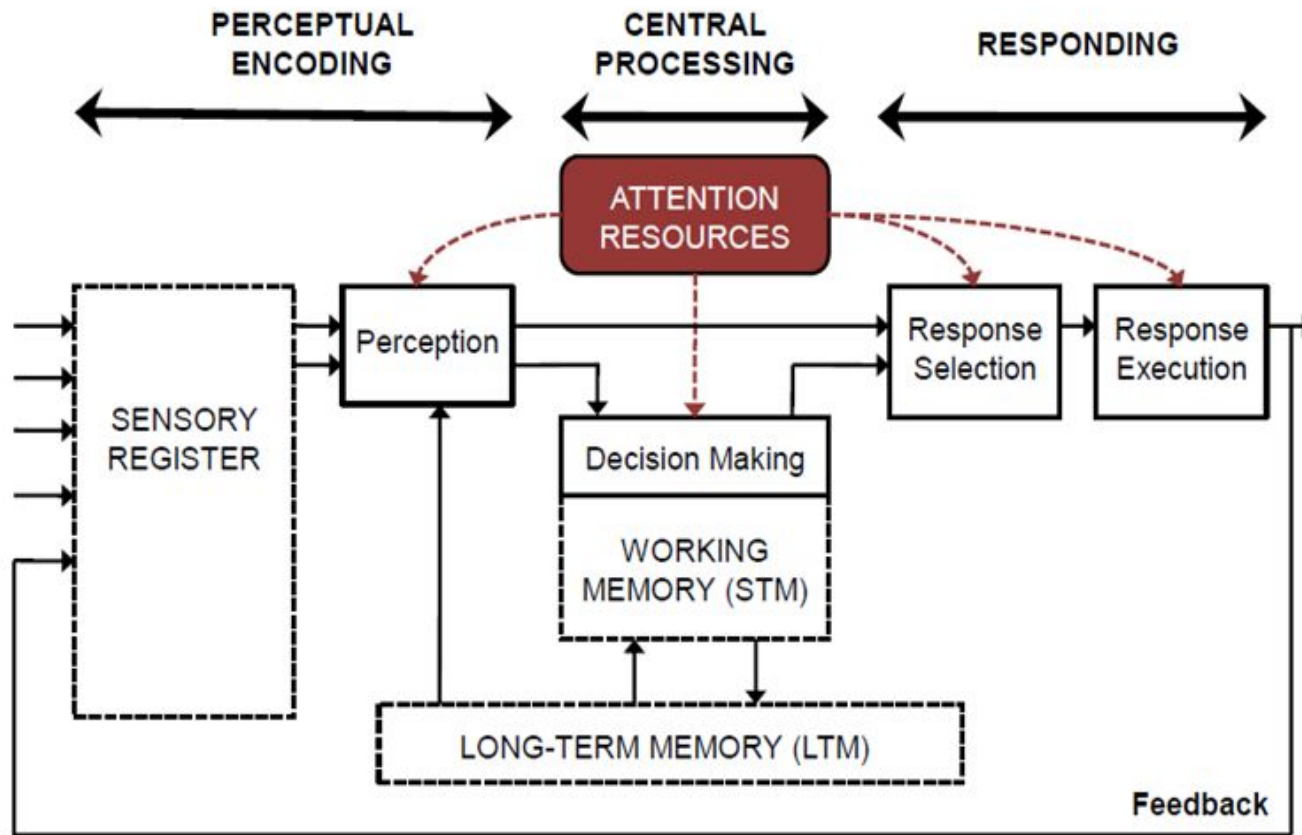 PERCEPTUAL
ENCODING
CENTRAL
PROCESSING
RESPONDING
ATTENTION
RESOURCES
SENSORY
REGISTER
Perception
Response
Selection
Response
Execution
Decision Making
WORKING
MEMORY (STM)
LONG-TERM MEMORY (LTM)
Feedback